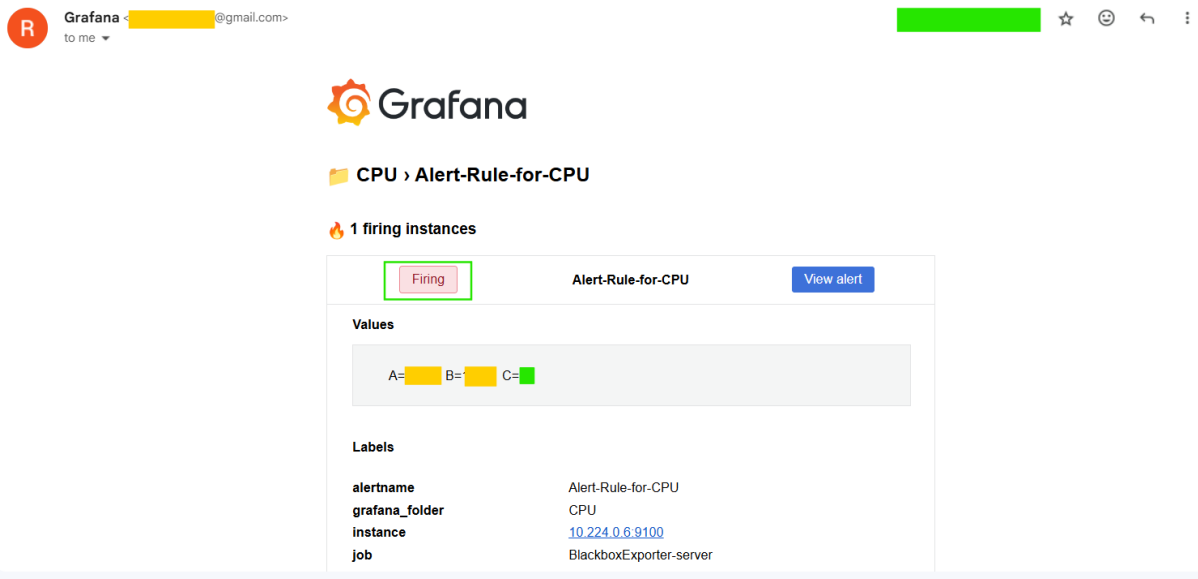 R
Grafana < @gmail.com>
to me
Grafana
CPU › Alert-Rule-for-CPU
1 firing instances
Firing Alert-Rule-for-CPU View alert
Values
A= B= C=
Labels
alertname Alert-Rule-for-CPU
grafana_folder CPU
instance 10.224.0.6:9100
job BlackboxExporter-server